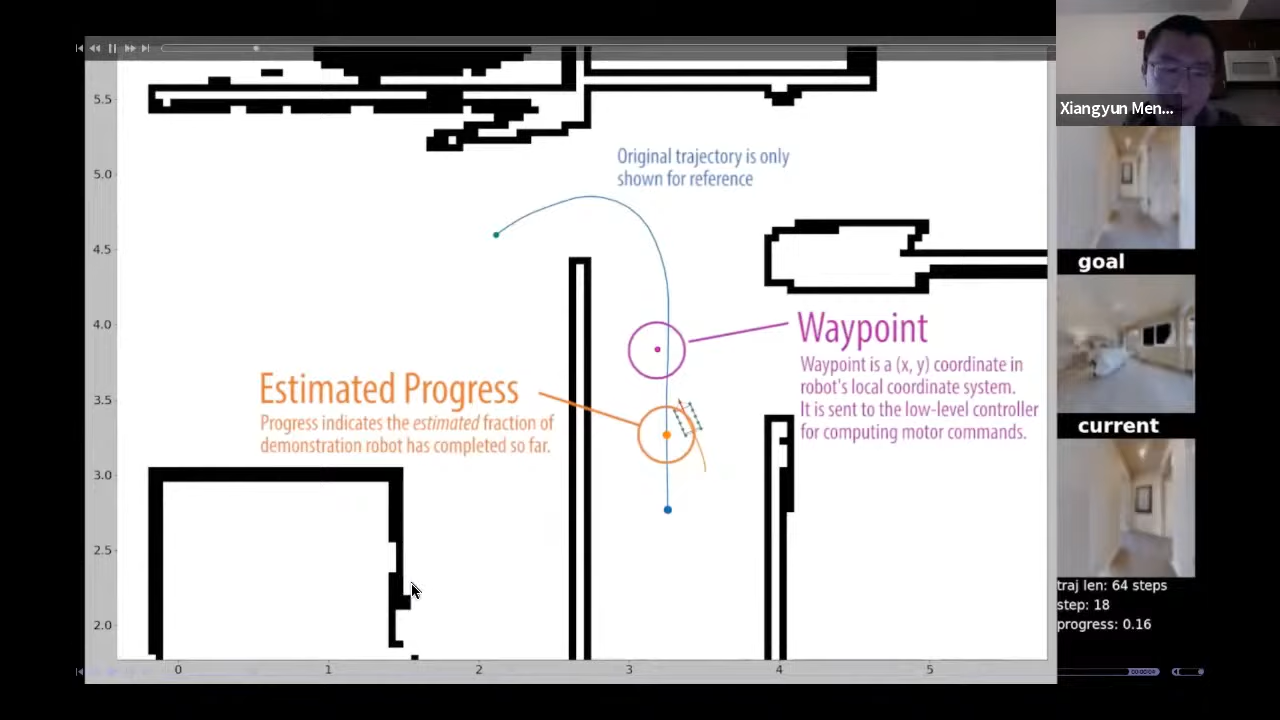 Xiangyun Men...
5.5
Original trajectory is only
shown for reference
5.0
4.5
goal
4.0
Waypoint
Waypoint is a (x, y) coordinate in
robot's local coordinate system.
It is sent to the low-level controller
for computing motor commands.
Estimated Progress
Progress indicates the estimated fraction of
demonstration robot has completed so far.
3.5
current
3.0
2.5
2.0
traj len: 64 steps
step: 18
progress: 0.16
0
1
2
3
4
5